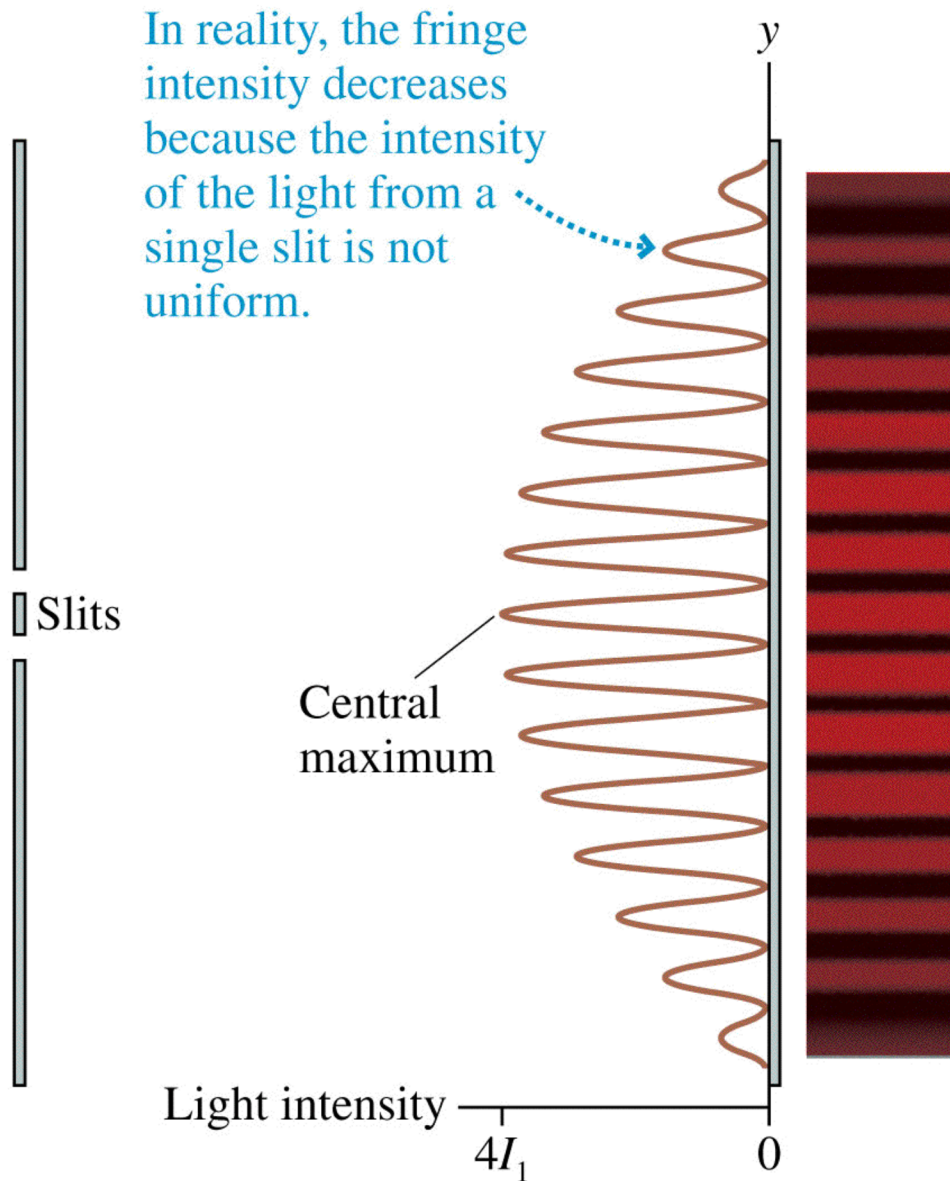 In reality, the fringe
intensity decreases
because the intensity
of the light from a
single slit is not
uniform.
y
Slits
Central
maximum
Light intensity
4I₁
0